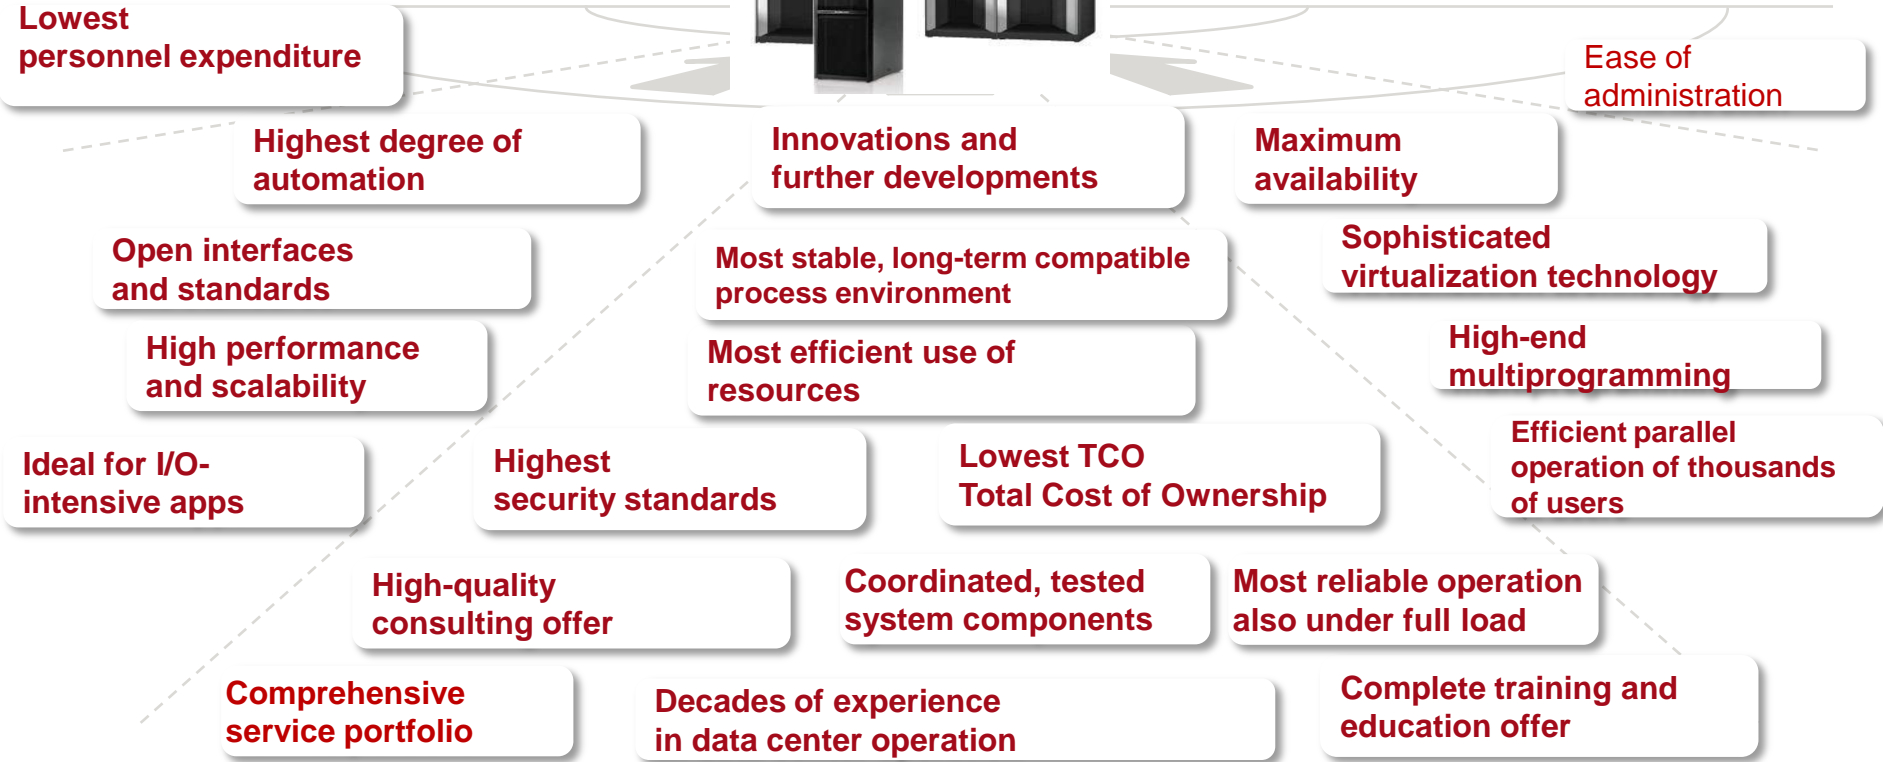 Lowest
personnel expenditure
Ease of
administration
Highest degree of
automation
Innovations and
further developments
Maximum
availability
Open interfaces
and standards
Most stable, long-term compatible
process environment
Sophisticated
virtualization technology
High performance
and scalability
Most efficient use of
resources
High-end
multiprogramming
Ideal for I/O-
intensive apps
Highest
security standards
Lowest TCO
Total Cost of Ownership
Efficient parallel
operation of thousands
of users
High-quality
consulting offer
Coordinated, tested
system components
Most reliable operation
also under full load
Comprehensive
service portfolio
Decades of experience
in data center operation
Complete training and
education offer